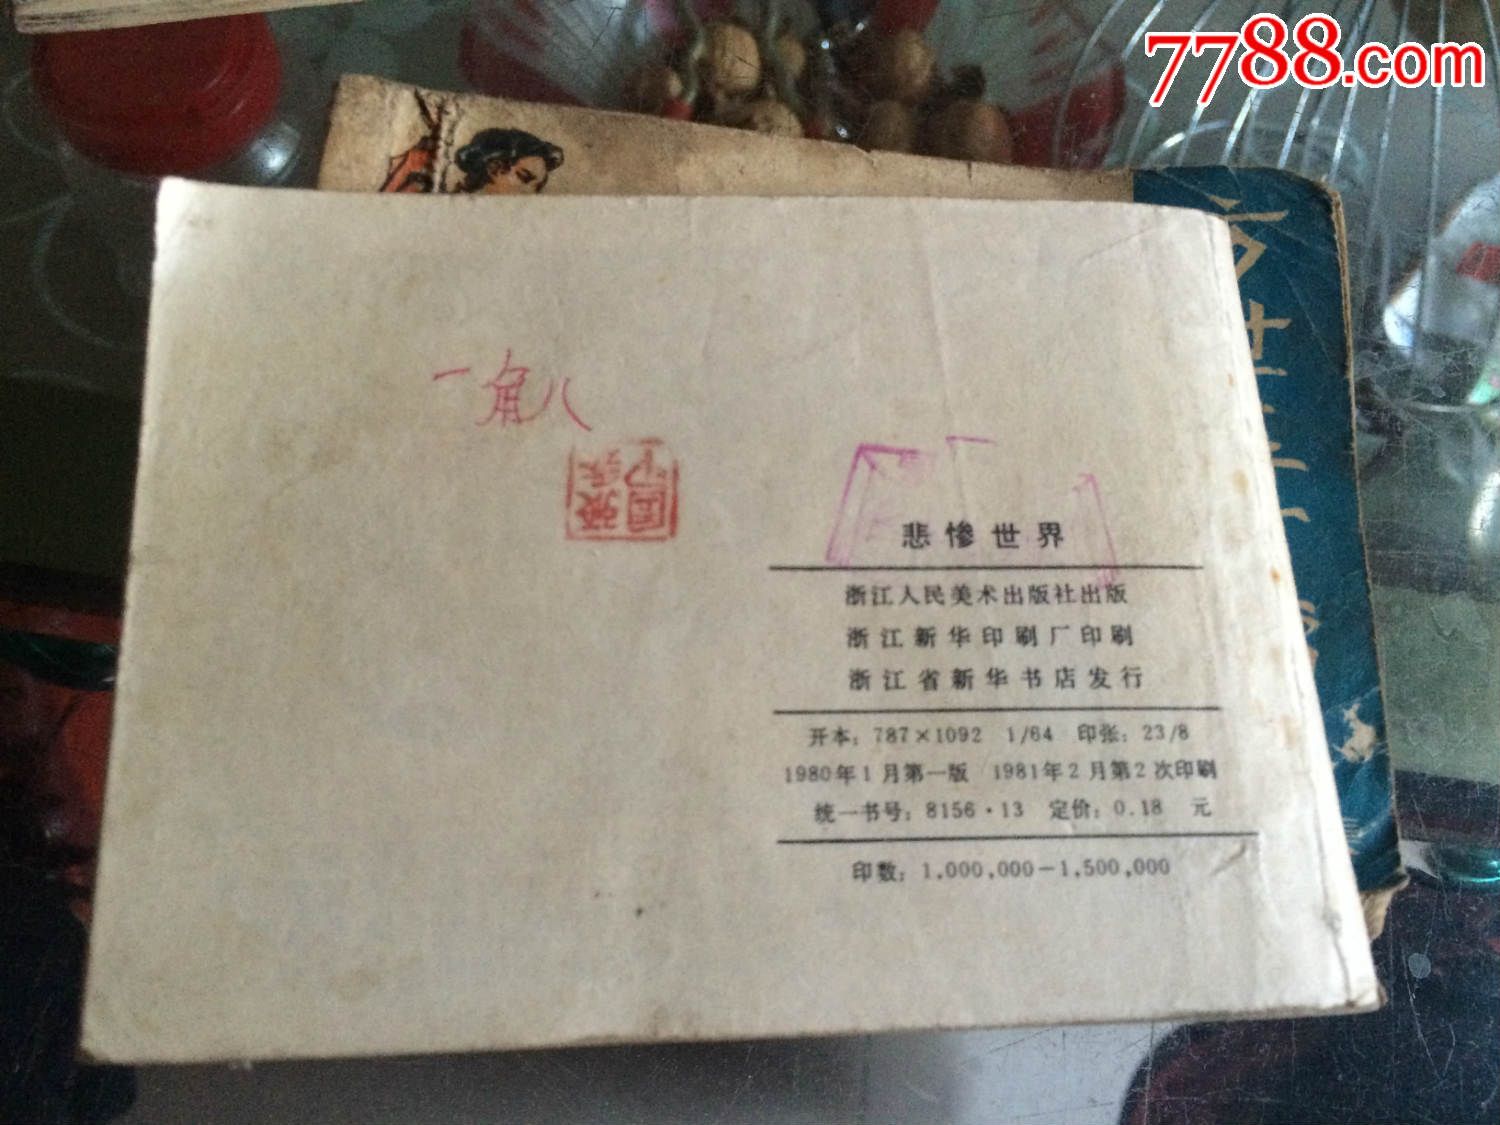 7788.com
方世玉
一角八
悲惨世界
浙江人民美术出版社出版
浙江新华印刷厂印刷
浙江省新华书店发行
开本：787×1092 1/64 印张：23/8
1980年1月第一版 1981年2月第2次印刷
统一书号：8156·13 定价：0.18 元
印数：1,000,000－1,500,000